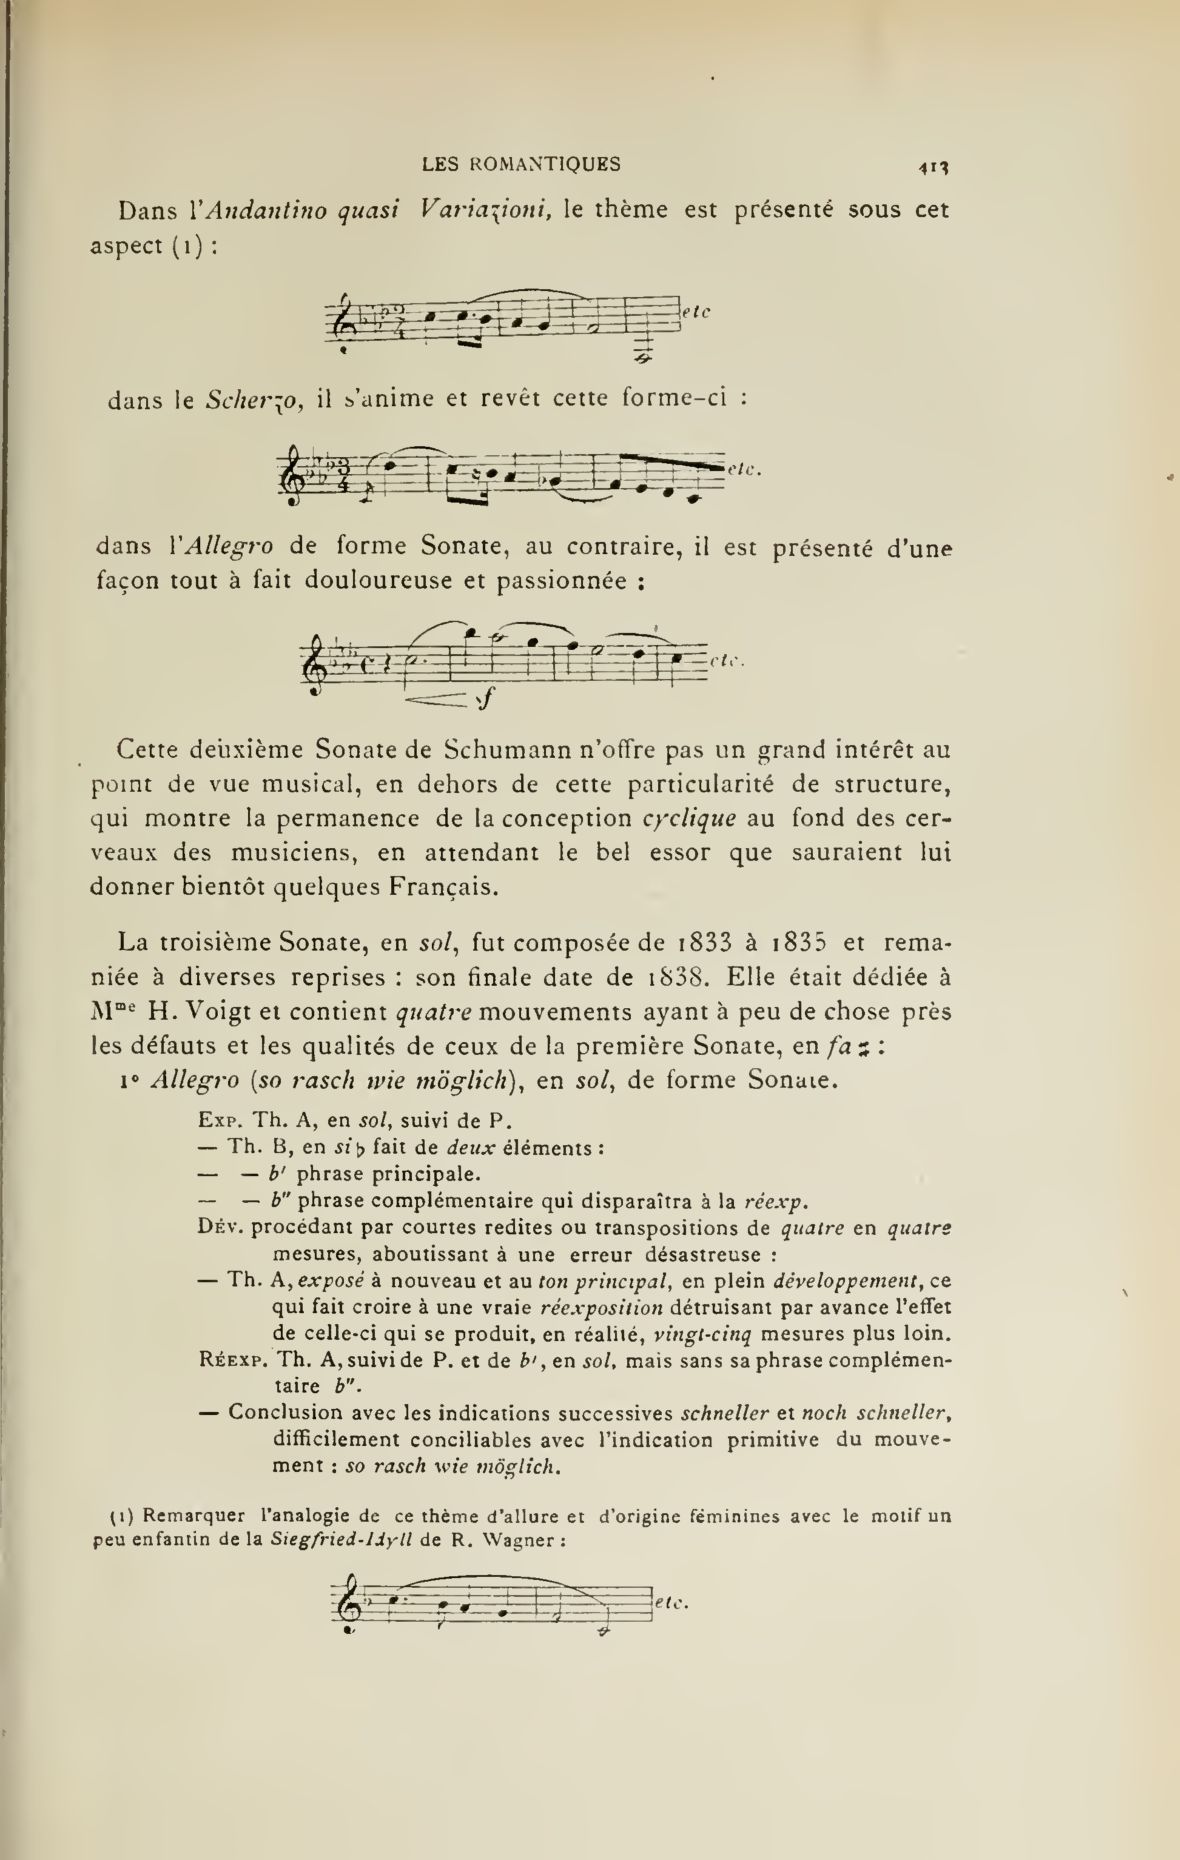 LES ROMANTIQUES 413
Dans l'Andantino quasi Variazioni, le thème est présenté sous cet
aspect (1) :
etc
dans le Scherzo, il s'anime et revêt cette forme-ci :
etc.
dans l'Allegro de forme Sonate, au contraire, il est présenté d'une
façon tout à fait douloureuse et passionnée :
etc.
sf
Cette deuxième Sonate de Schumann n'offre pas un grand intérêt au
point de vue musical, en dehors de cette particularité de structure,
qui montre la permanence de la conception cyclique au fond des cer-
veaux des musiciens, en attendant le bel essor que sauraient lui
donner bientôt quelques Français.
La troisième Sonate, en sol, fut composée de 1833 à 1835 et rema-
niée à diverses reprises : son finale date de 1838. Elle était dédiée à
Mme H. Voigt et contient quatre mouvements ayant à peu de chose près
les défauts et les qualités de ceux de la première Sonate, en fa ♯ :
1° Allegro (so rasch wie möglich), en sol, de forme Sonate.
EXP. Th. A, en sol, suivi de P.
— Th. B, en si ♭ fait de deux éléments :
— — b' phrase principale.
— — b" phrase complémentaire qui disparaîtra à la réexp.
DÉV. procédant par courtes redites ou transpositions de quatre en quatre
mesures, aboutissant à une erreur désastreuse :
— Th. A, exposé à nouveau et au ton principal, en plein développement, ce
qui fait croire à une vraie réexposition détruisant par avance l'effet
de celle-ci qui se produit, en réalité, vingt-cinq mesures plus loin.
RÉEXP. Th. A, suivi de P. et de b', en sol, mais sans sa phrase complémen-
taire b".
— Conclusion avec les indications successives schneller et noch schneller,
difficilement conciliables avec l'indication primitive du mouve-
ment : so rasch wie möglich.
(1) Remarquer l'analogie de ce thème d'allure et d'origine féminines avec le motif un
peu enfantin de la Siegfried-Idyll de R. Wagner :
etc.